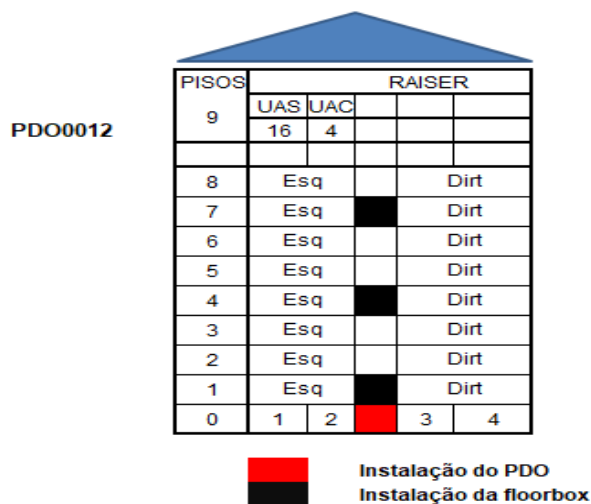 PISOS RAISER
9 UAS UAC
PDO0012
16 4
8 Esq Dirt
7 Esq Dirt
6 Esq Dirt
5 Esq Dirt
4 Esq Dirt
3 Esq Dirt
2 Esq Dirt
1 Esq Dirt
0 1 2 3 4
Instalação do PDO
Instalação da floorbox